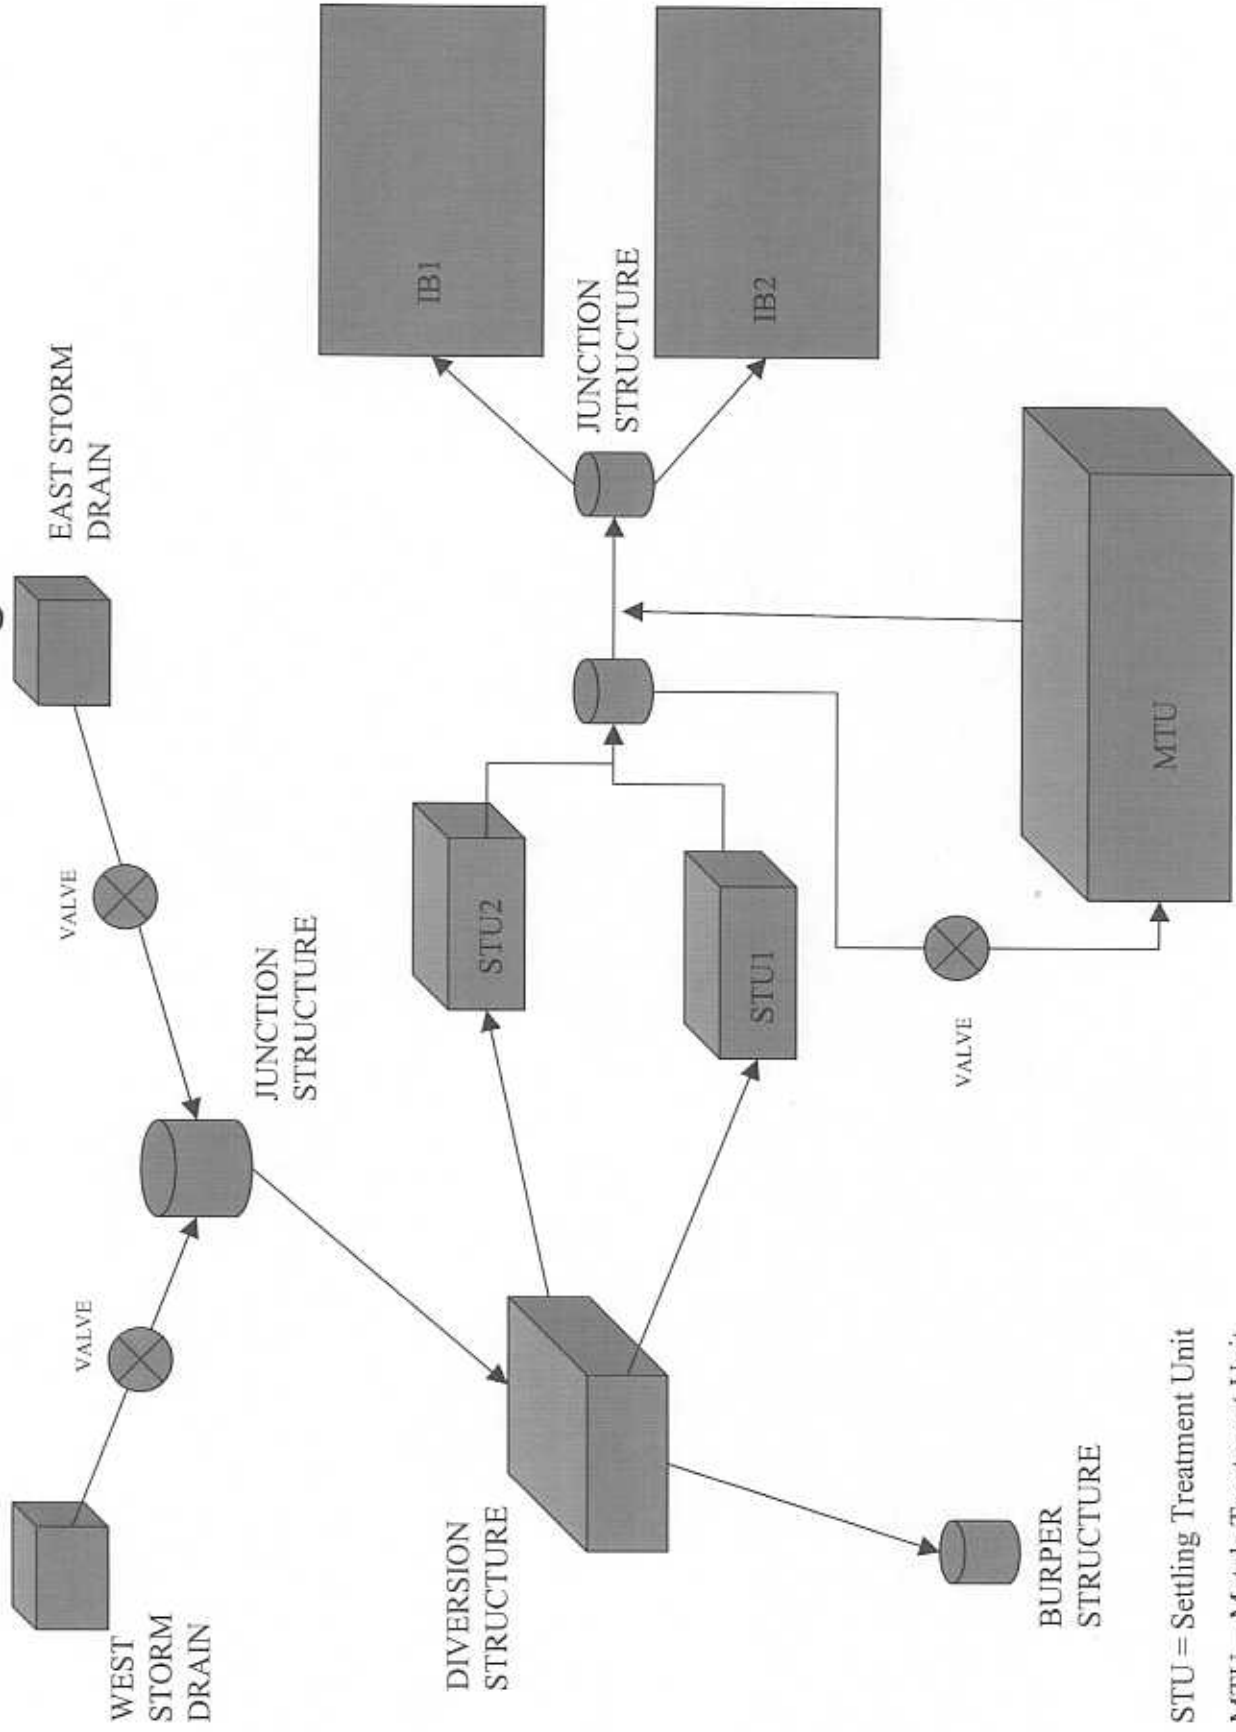 WEST
STORM
DRAIN
VALVE
VALVE
EAST STORM
DRAIN
JUNCTION
STRUCTURE
DIVERSION
STRUCTURE
STU2
STU1
JUNCTION
STRUCTURE
IB1
IB2
BURPER
STRUCTURE
VALVE
MTU
STU = Settling Treatment Unit